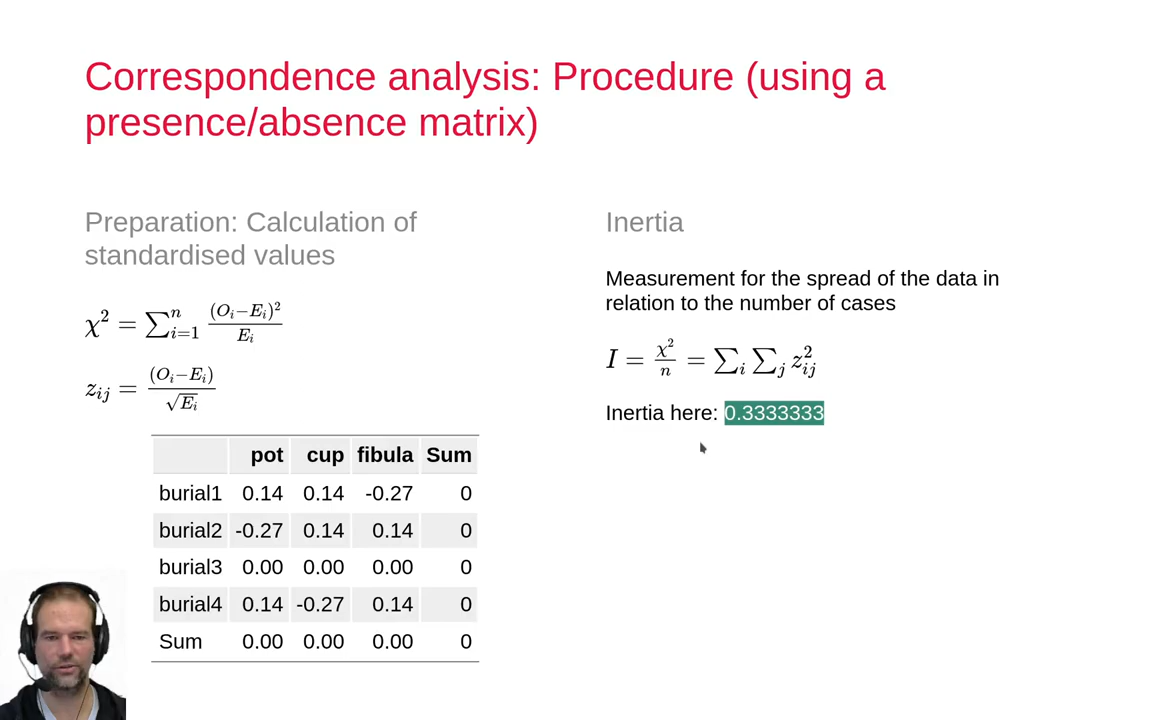 Correspondence analysis: Procedure (using a
presence/absence matrix)
Preparation: Calculation of
standardised values
χ² = ∑ⁿᵢ₌₁ (Oᵢ−Eᵢ)²/Eᵢ
zᵢⱼ = (Oᵢ−Eᵢ)/√Eᵢ
pot cup fibula Sum
burial1 0.14 0.14 -0.27 0
burial2 -0.27 0.14 0.14 0
burial3 0.00 0.00 0.00 0
burial4 0.14 -0.27 0.14 0
Sum 0.00 0.00 0.00 0
Inertia
Measurement for the spread of the data in
relation to the number of cases
I = χ²/n = ∑ᵢ ∑ⱼ z²ᵢⱼ
Inertia here: 0.3333333